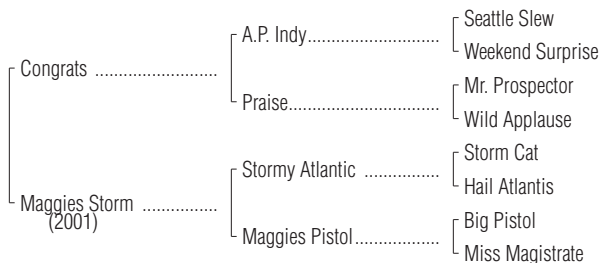 Seattle Slew
A.P. Indy..............................
Weekend Surprise
Congrats ..........................
Mr. Prospector
Praise..................................
Wild Applause
Storm Cat
Stormy Atlantic ................
Hail Atlantis
Maggies Storm ................
(2001)
Big Pistol
Maggies Pistol..................
Miss Magistrate